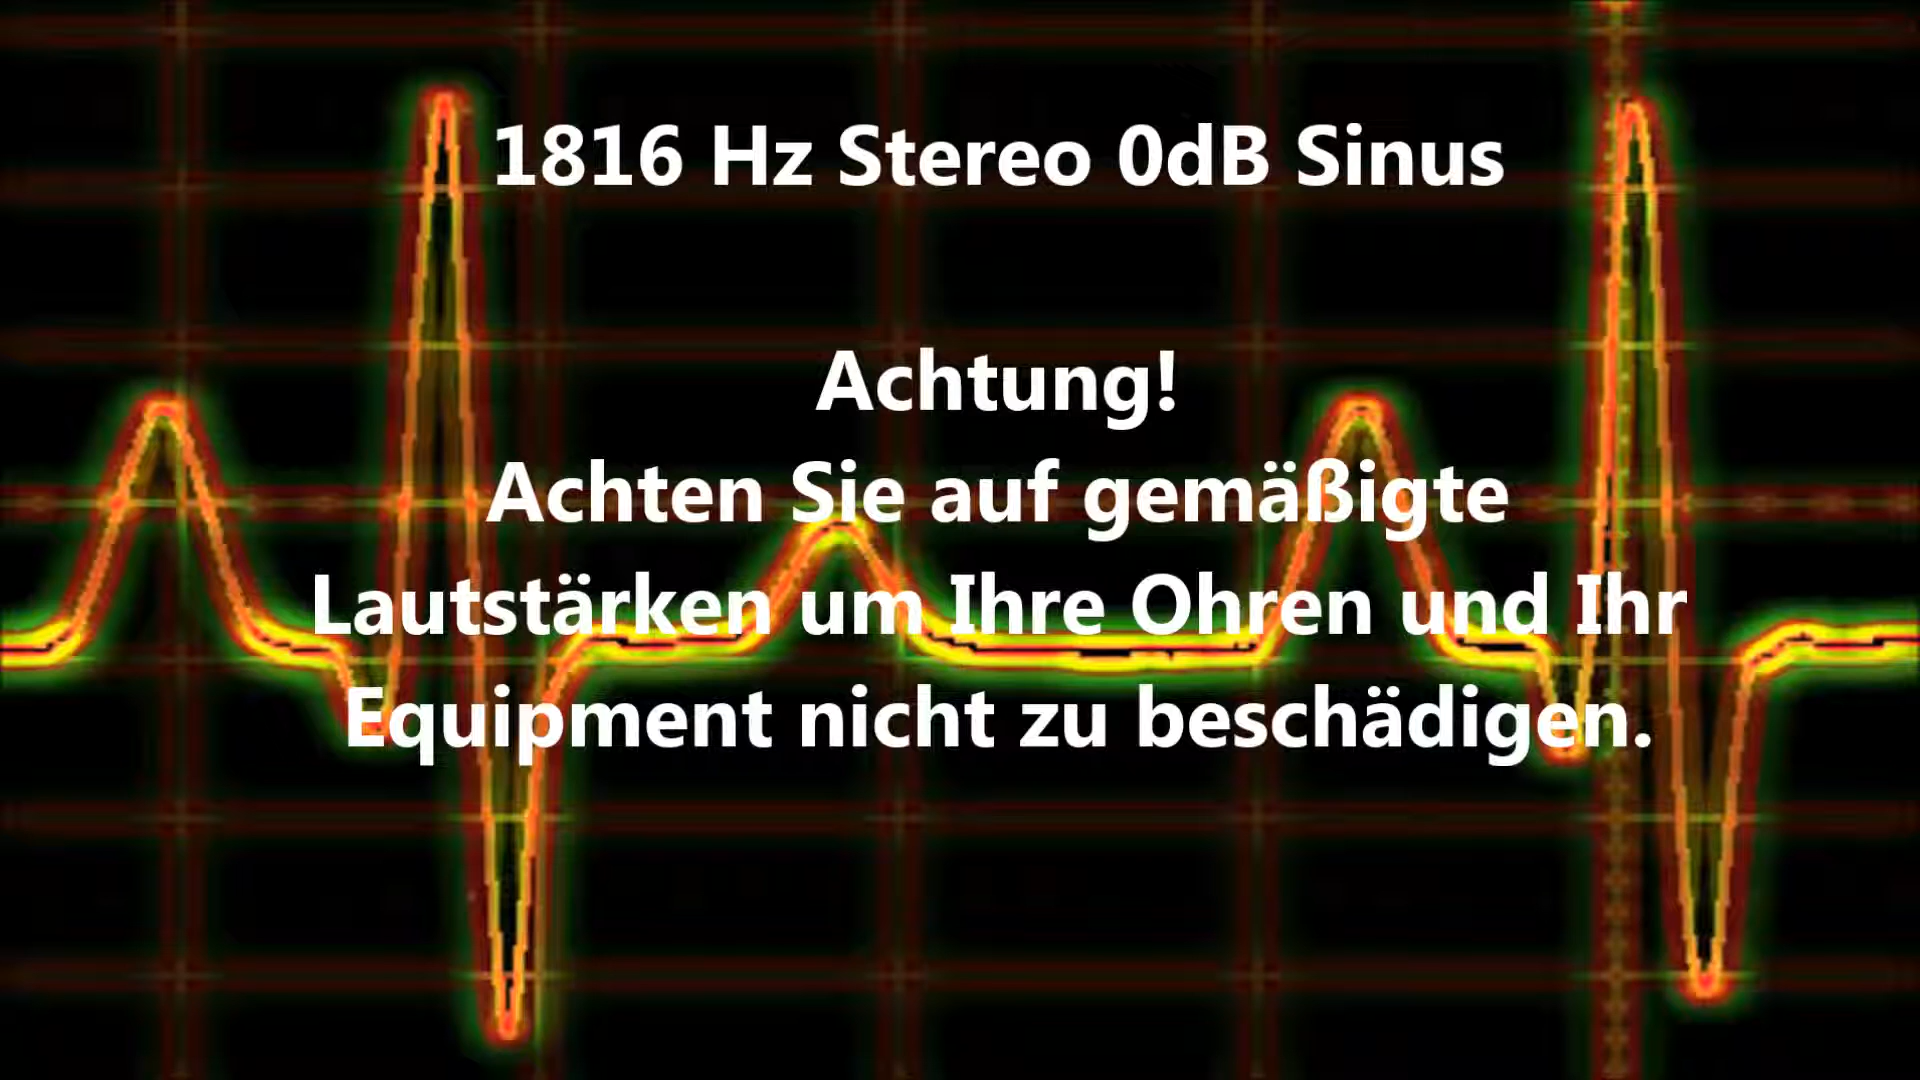 1816 Hz Stereo 0dB Sinus
Achtung!
Achten Sie auf gemäßigte
Lautstärken um Ihre Ohren und Ihr
Equipment nicht zu beschädigen.